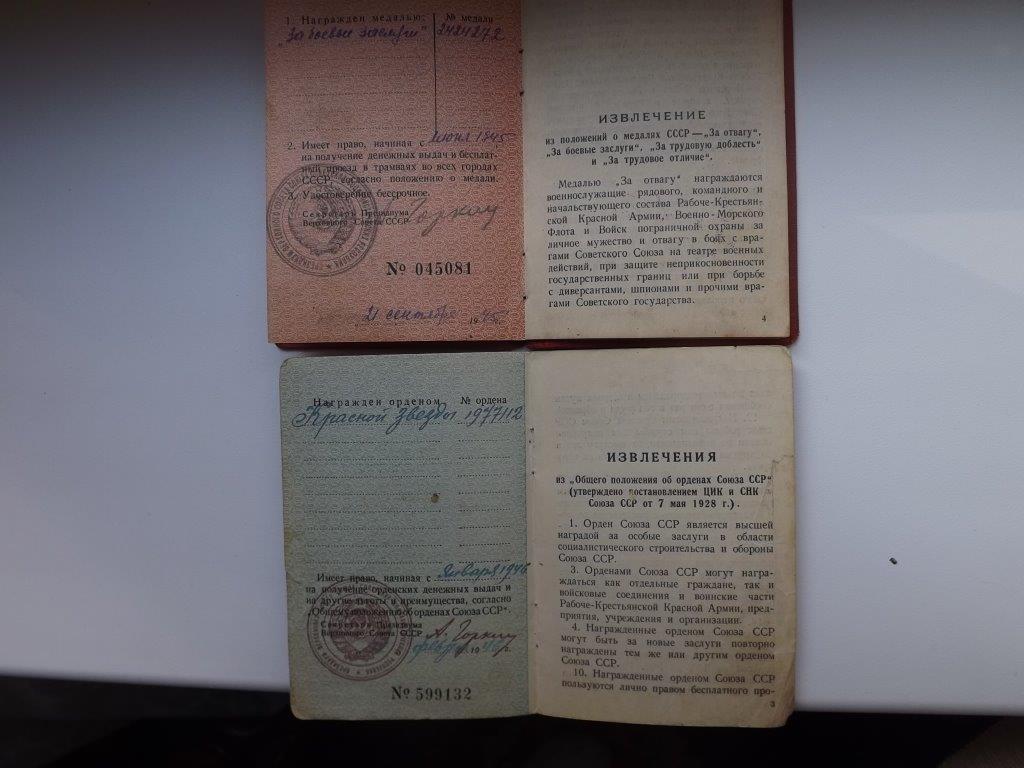 1. Награжден медалью: № медали
„За боевые заслуги“ 2424272
2. Имеет право, начиная с июня 1945
на получение денежных выдач и бесплат-
ный проезд в трамваях во всех городах
СССР, согласно положению о медали.
3. Удостоверение бессрочное.
Секретарь Президиума
Верховного Совета СССР Горкин
№ 045081
21 сентября 1945.
ИЗВЛЕЧЕНИЕ
из положений о медалях СССР — „За отвагу“,
„За боевые заслуги“, „За трудовую доблесть“
и „За трудовое отличие“.
Медалью „За отвагу“ награждаются
военнослужащие рядового, командного и
начальствующего состава Рабоче-Крестьян-
ской Красной Армии, Военно-Морского
Флота и Войск пограничной охраны за
личное мужество и отвагу в боях с вра-
гами Советского Союза на театре военных
действий, при защите неприкосновенности
государственных границ или при борьбе
с диверсантами, шпионами и прочими вра-
гами Советского государства.
4
Награжден орденом № ордена
Красной Звезды 1977112
Имеет право, начиная с января 1946
на получение орденских денежных выдач и
на другие льготы и преимущества, согласно
„Общему положению об орденах Союза ССР“.
Секретарь Президиума
Верховного Совета СССР А. Горкин
№ 599132
ИЗВЛЕЧЕНИЯ
из „Общего положения об орденах Союза ССР“
(утверждено постановлением ЦИК и СНК
Союза ССР от 7 мая 1928 г.).
1. Орден Союза ССР является высшей
наградой за особые заслуги в области
социалистического строительства и обороны
Союза ССР.
3. Орденами Союза ССР могут награ-
ждаться как отдельные граждане, так и
войсковые соединения и воинские части
Рабоче-Крестьянской Красной Армии, пред-
приятия, учреждения и организации.
4. Награжденные орденом Союза ССР
могут быть за новые заслуги повторно
награждены тем же или другим орденом
Союза ССР.
10. Награжденные орденом Союза ССР
пользуются лично правом бесплатного про-
3